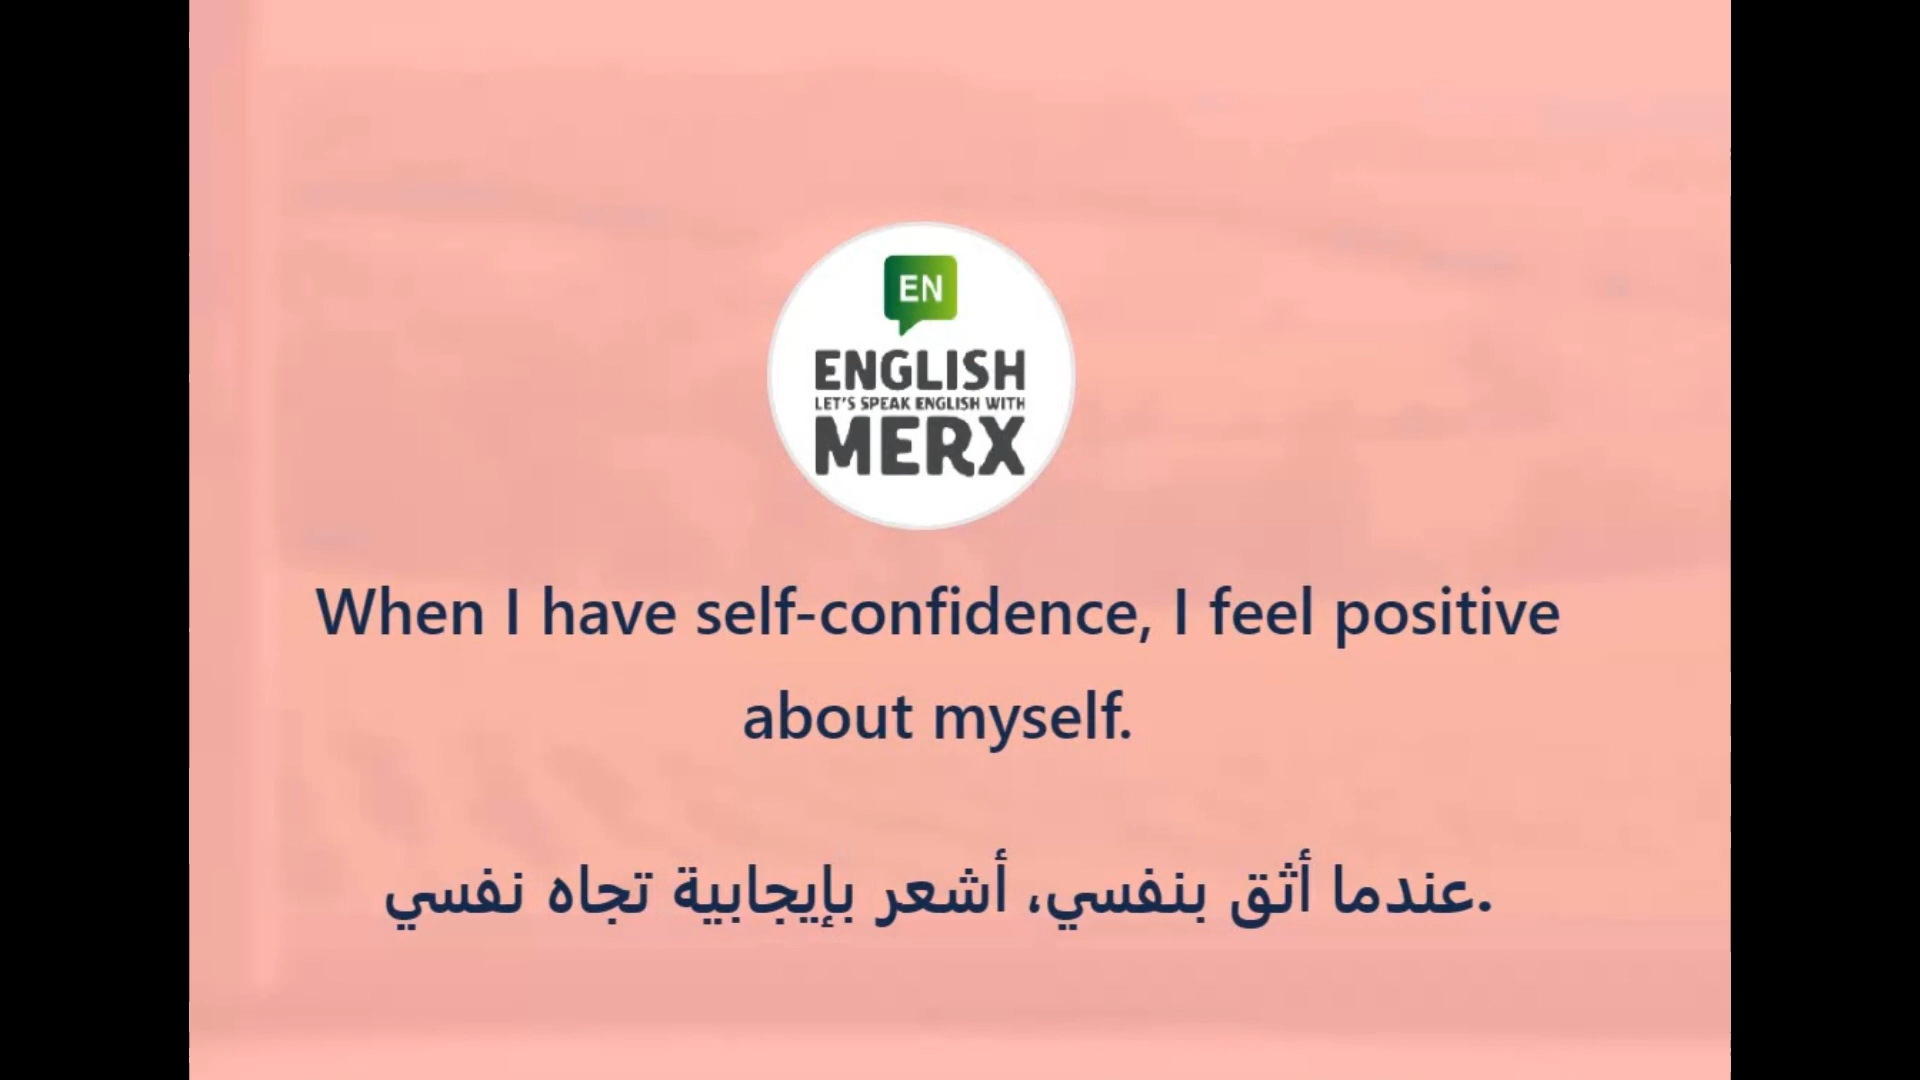 EN
ENGLISH
LET'S SPEAK ENGLISH WITH
MERX
When I have self-confidence, I feel positive
about myself.
عندما أثق بنفسي، أشعر بإيجابية تجاه نفسي.